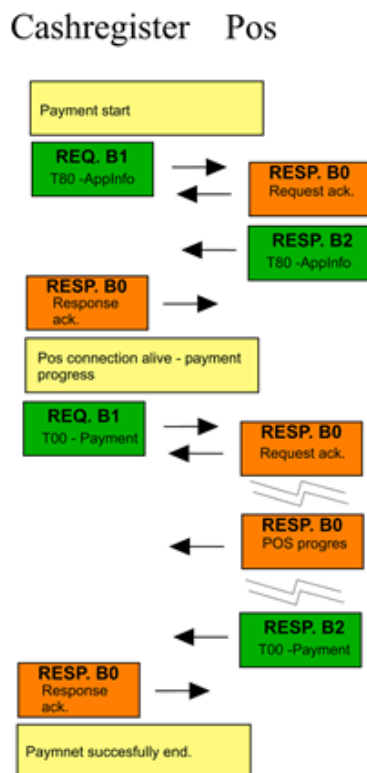 Cashregister Pos
Payment start
REQ. B1
T80 -AppInfo
RESP. B0
Request ack.
RESP. B2
T80 -AppInfo
RESP. B0
Response
ack.
Pos connection alive - payment
progress
REQ. B1
T00 - Payment
RESP. B0
Request ack.
RESP. B0
POS progres
RESP. B2
T00 -Payment
RESP. B0
Response
ack.
Paymnet succesfully end.